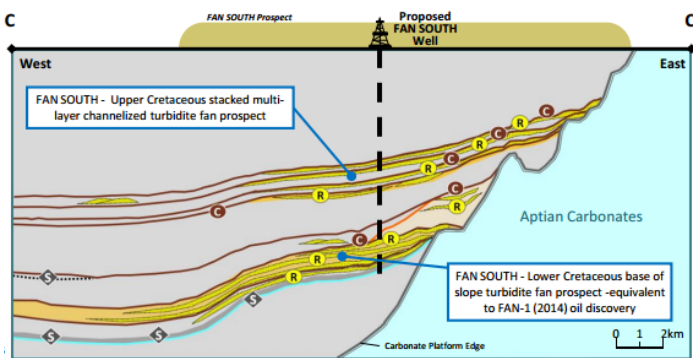 C
FAN SOUTH Prospect
Proposed
FAN SOUTH
Well
C
West
East
FAN SOUTH - Upper Cretaceous stacked multi-
layer channelized turbidite fan prospect
C
R
C
R
C
R
C
R
C
R
C
R
C
R
R
S
R
S
S
S
Aptian Carbonates
FAN SOUTH - Lower Cretaceous base of
slope turbidite fan prospect -equivalent
to FAN-1 (2014) oil discovery
Carbonate Platform Edge
0 1 2km